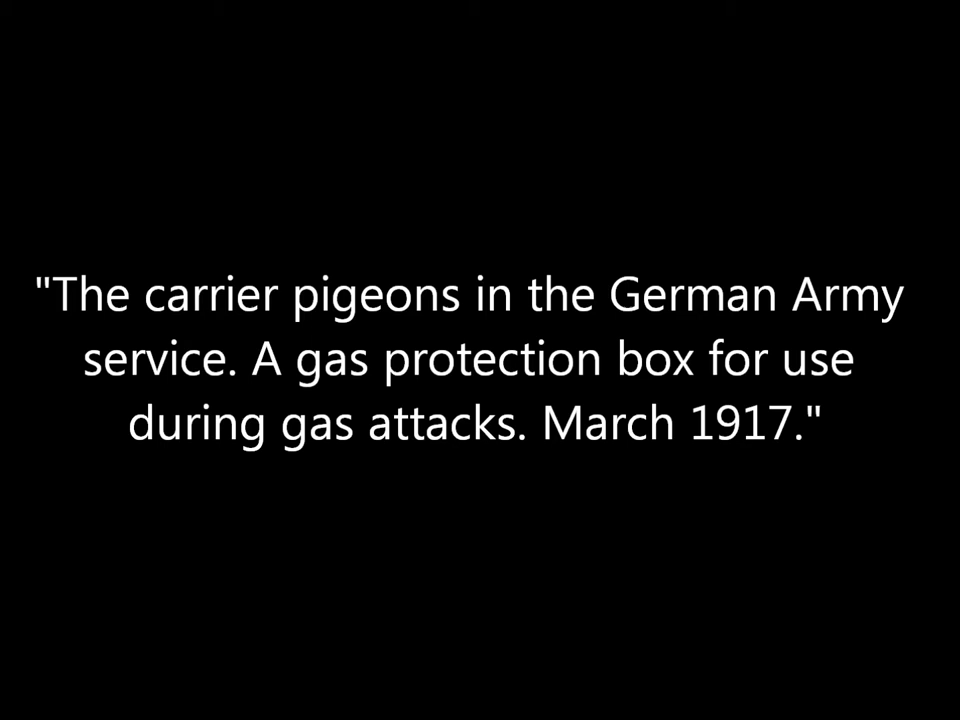 "The carrier pigeons in the German Army
service. A gas protection box for use
during gas attacks. March 1917."